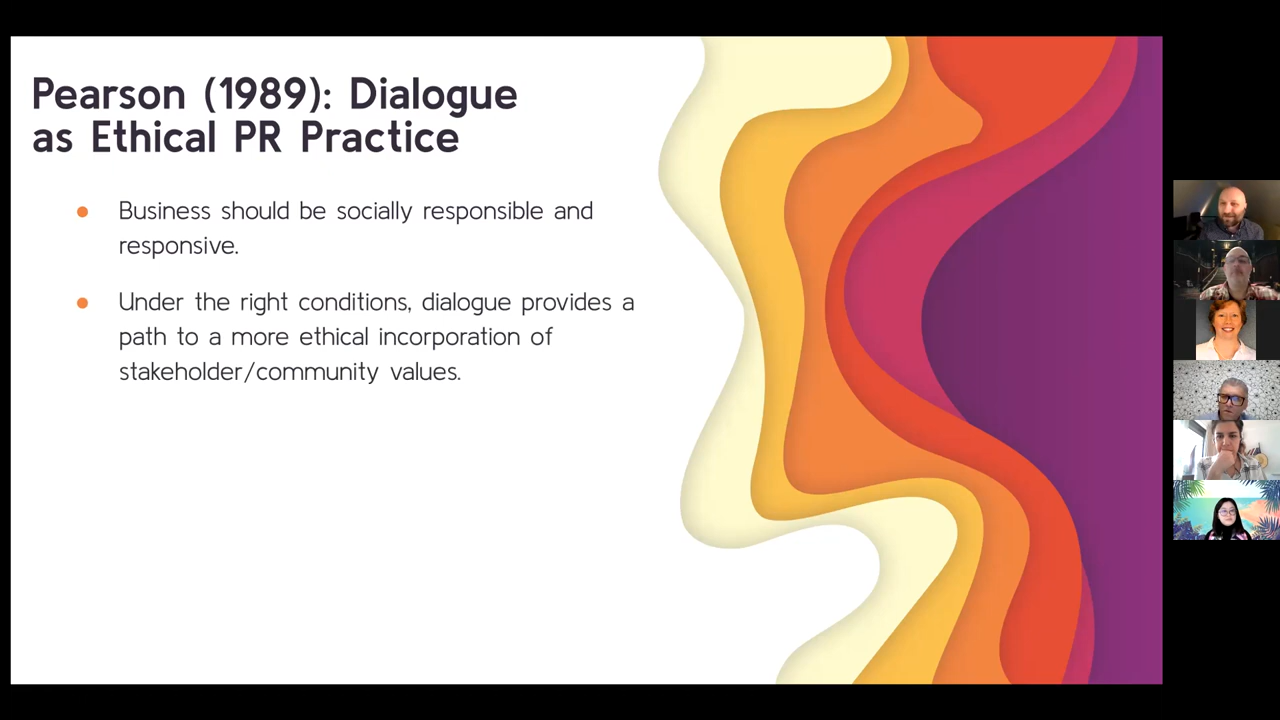 Pearson (1989): Dialogue
as Ethical PR Practice
Business should be socially responsible and
responsive.
Under the right conditions, dialogue provides a
path to a more ethical incorporation of
stakeholder/community values.